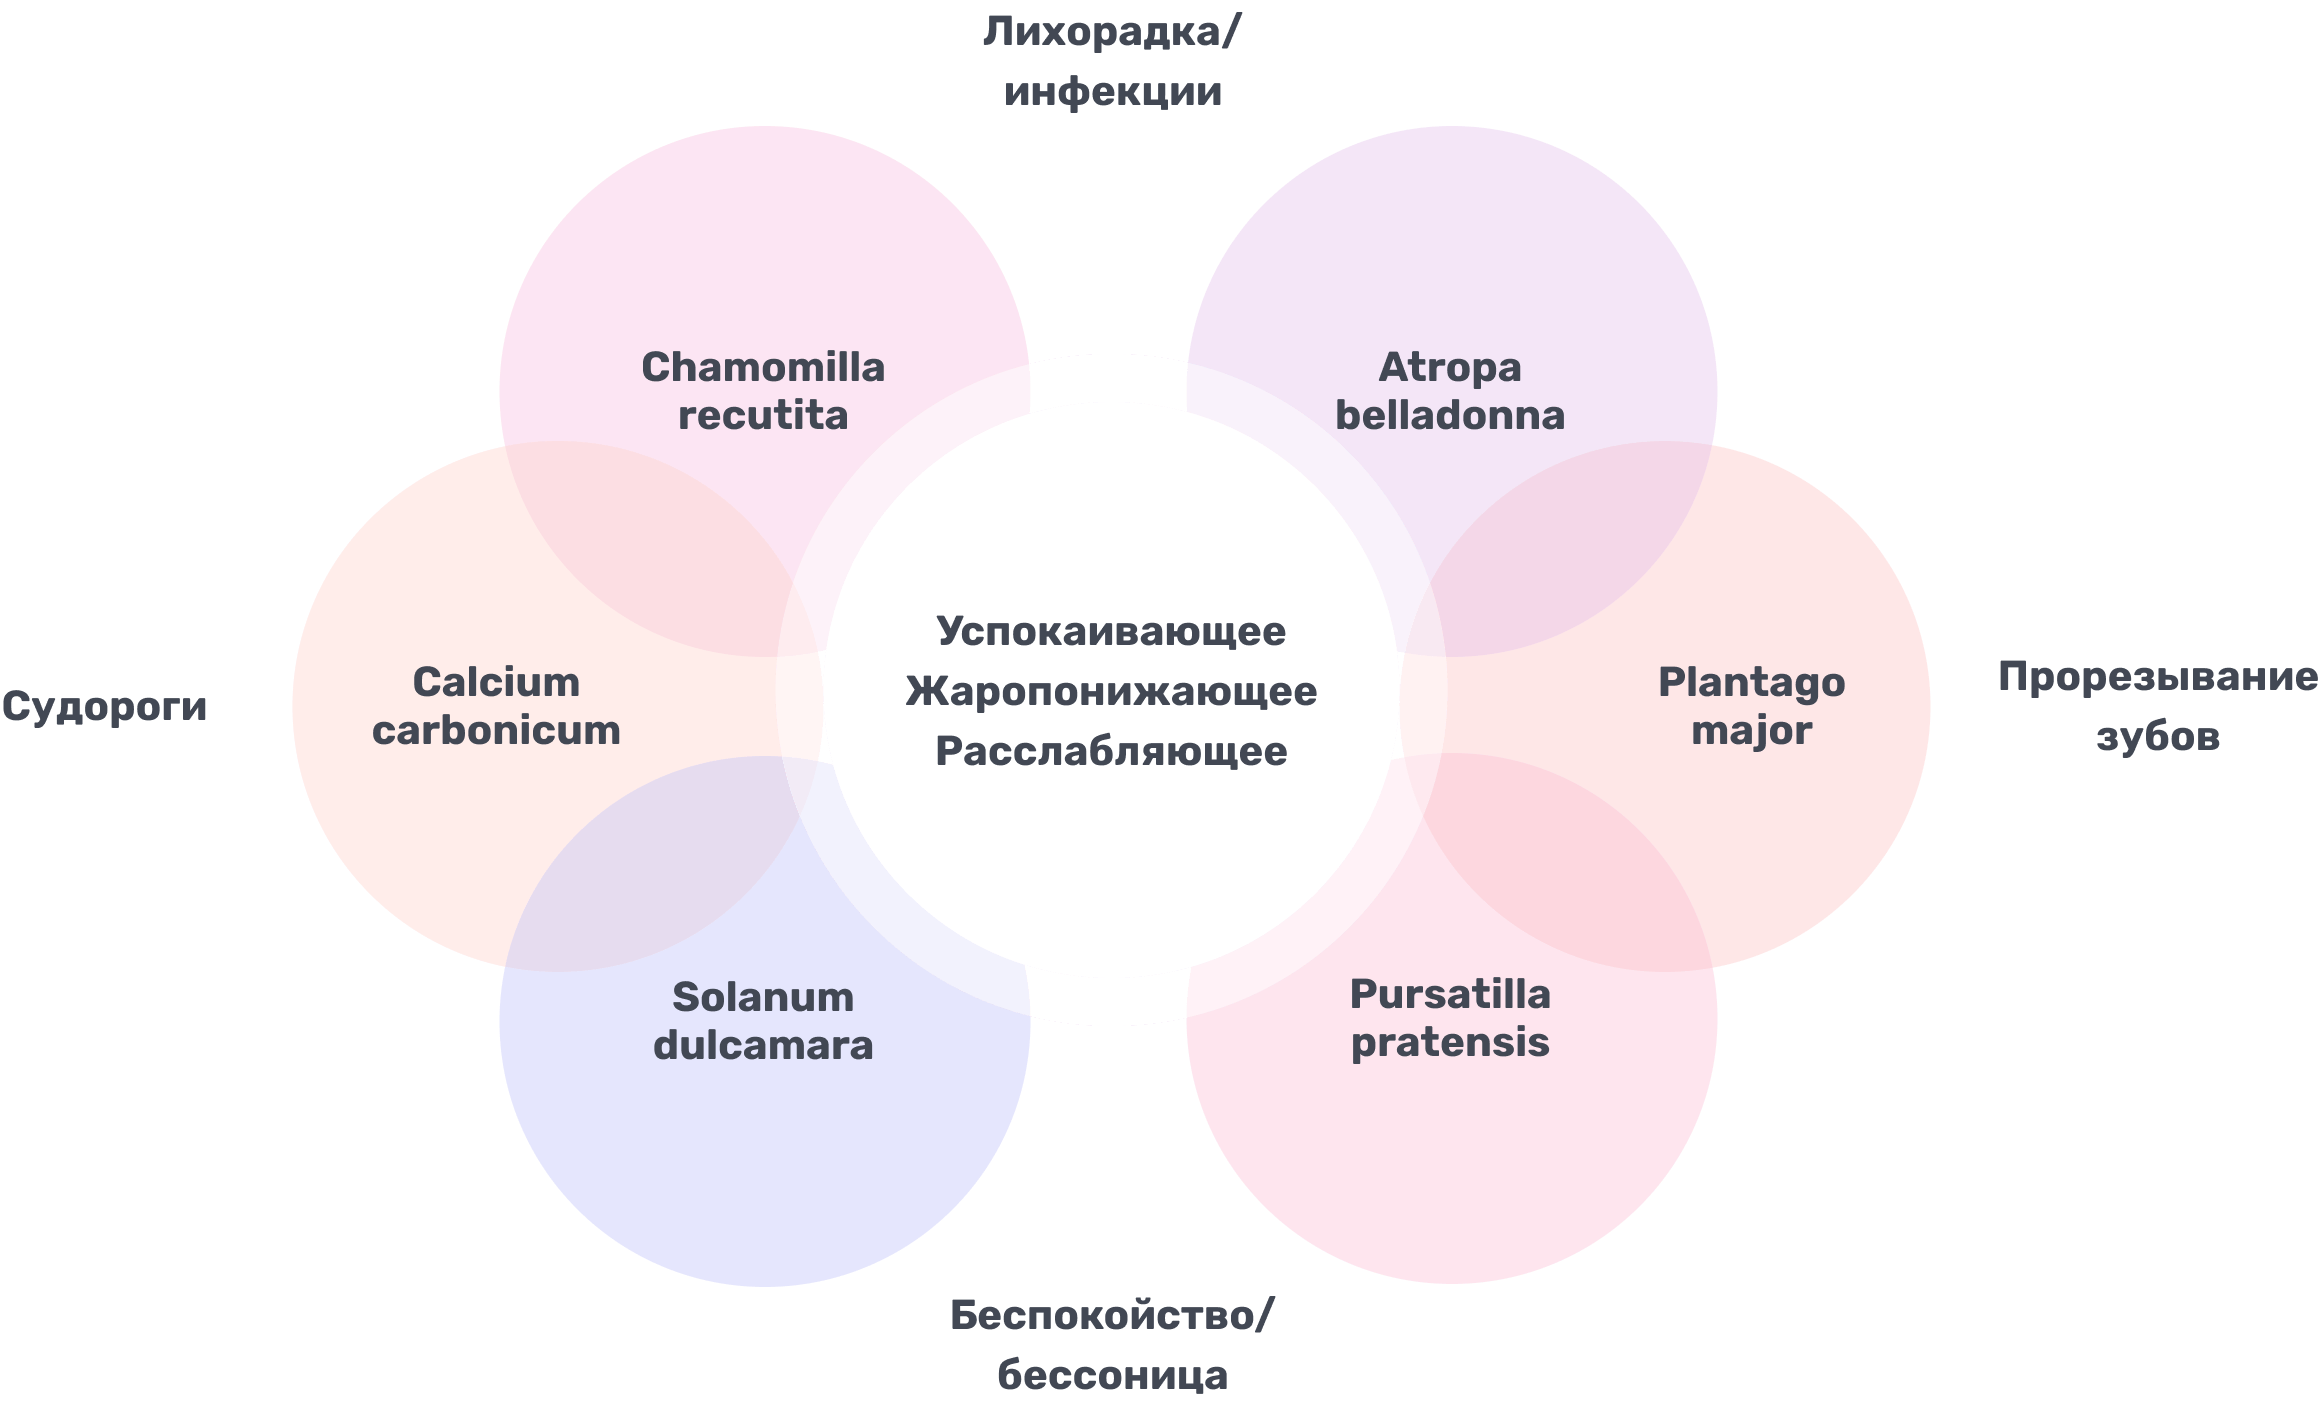 Лихорадка/
инфекции
Chamomilla
recutita
Atropa
belladonna
Судороги
Calcium
carbonicum
Успокаивающее
Жаропонижающее
Расслабляющее
Plantago
major
Прорезывание
зубов
Solanum
dulcamara
Pursatilla
pratensis
Беспокойство/
бессоница